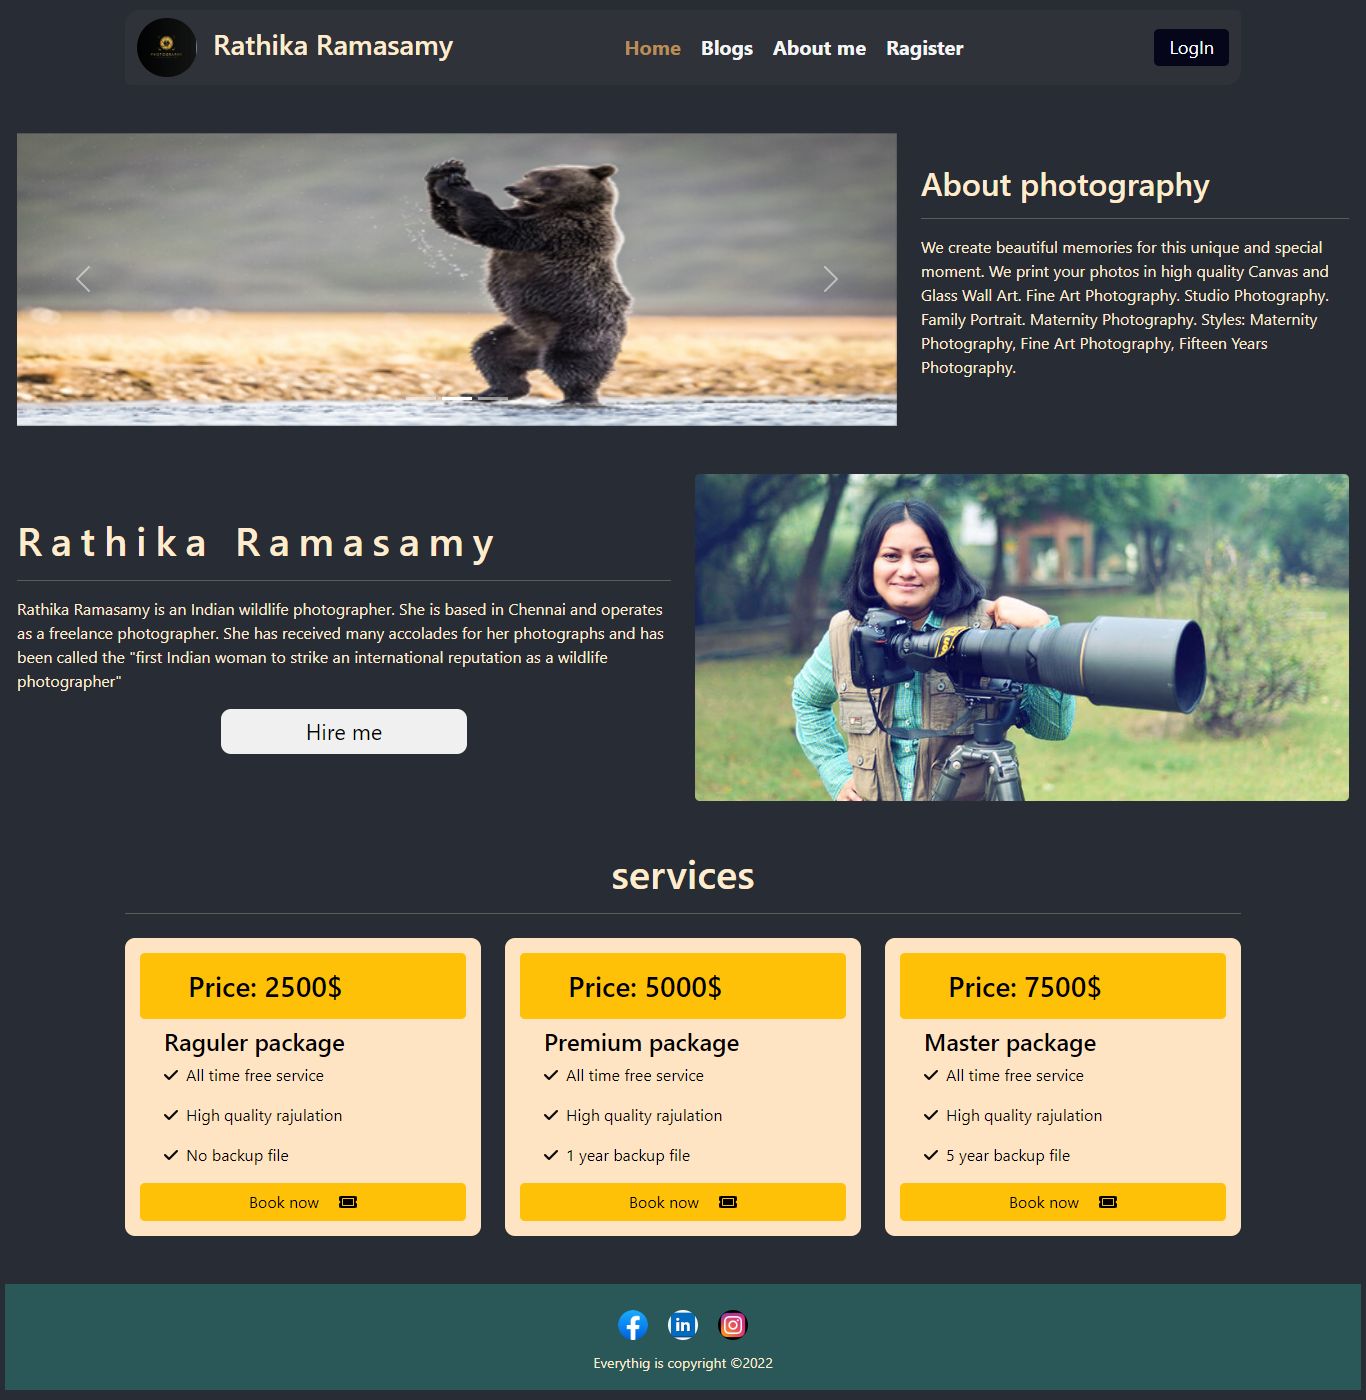 PHOTOGRAPHY
Rathika Ramasamy
Home Blogs About me Ragister
LogIn
About photography
We create beautiful memories for this unique and special
moment. We print your photos in high quality Canvas and
Glass Wall Art. Fine Art Photography. Studio Photography.
Family Portrait. Maternity Photography. Styles: Maternity
Photography, Fine Art Photography, Fifteen Years
Photography.
Rathika Ramasamy
Rathika Ramasamy is an Indian wildlife photographer. She is based in Chennai and operates
as a freelance photographer. She has received many accolades for her photographs and has
been called the "first Indian woman to strike an international reputation as a wildlife
photographer"
Hire me
services
Price: 2500$
Raguler package
All time free service
High quality rajulation
No backup file
Book now
Price: 5000$
Premium package
All time free service
High quality rajulation
1 year backup file
Book now
Price: 7500$
Master package
All time free service
High quality rajulation
5 year backup file
Book now
Everythig is copyright ©2022